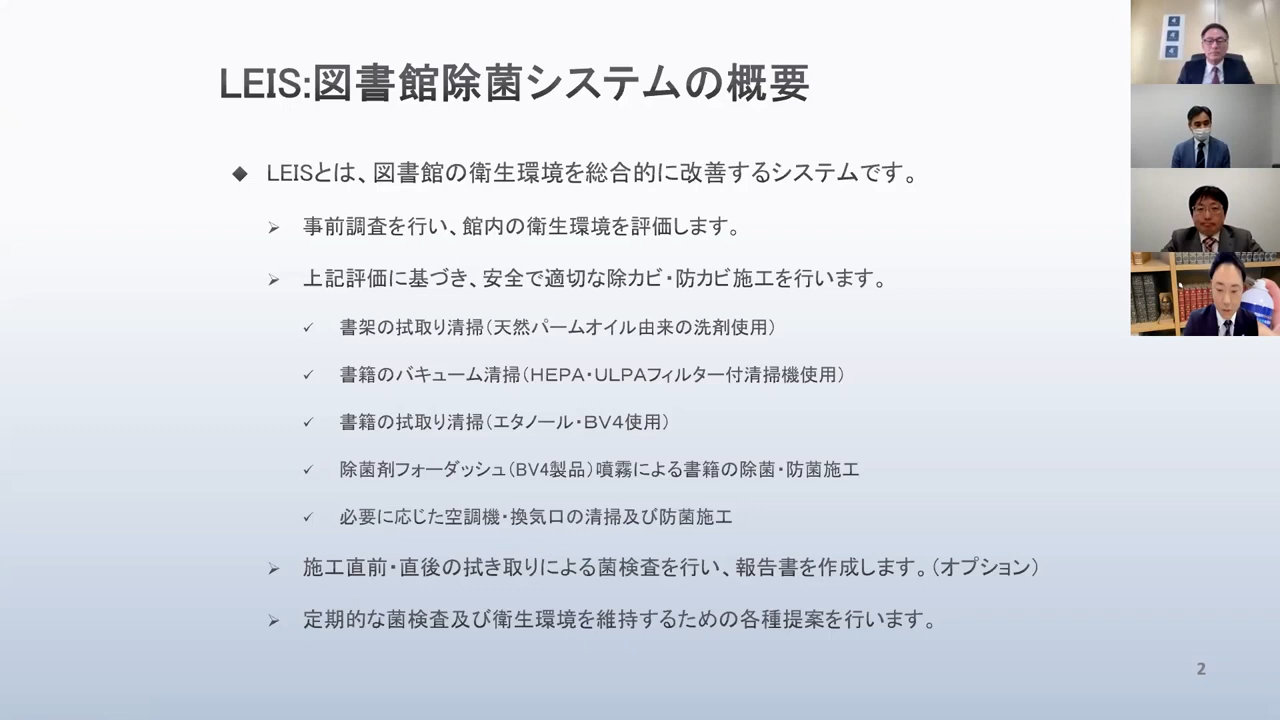 LEIS:図書館除菌システムの概要
◆ LEISとは、図書館の衛生環境を総合的に改善するシステムです。
➢ 事前調査を行い、館内の衛生環境を評価します。
➢ 上記評価に基づき、安全で適切な除カビ・防カビ施工を行います。
✓ 書架の拭取り清掃（天然パームオイル由来の洗剤使用）
✓ 書籍のバキューム清掃（HEPA・ULPAフィルター付清掃機使用）
✓ 書籍の拭取り清掃（エタノール・BV4使用）
✓ 除菌剤フォーダッシュ（BV4製品）噴霧による書籍の除菌・防菌施工
✓ 必要に応じた空調機・換気口の清掃及び防菌施工
➢ 施工直前・直後の拭き取りによる菌検査を行い、報告書を作成します。（オプション）
➢ 定期的な菌検査及び衛生環境を維持するための各種提案を行います。
2